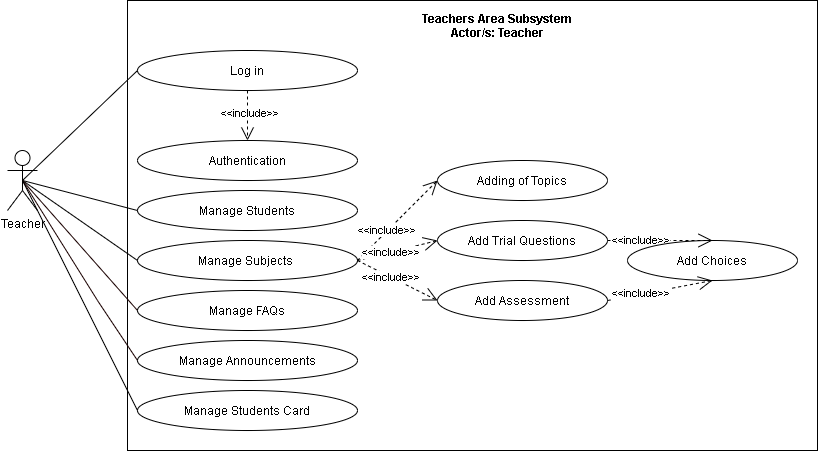 Teachers Area Subsystem
Actor/s: Teacher
Log in
<<include>>
Authentication
Teacher
Manage Students
Adding of Topics
<<include>>
Manage Subjects
<<include>>
Add Trial Questions
<<include>>
Add Choices
<<include>>
Add Assessment
<<include>>
Manage FAQs
Manage Announcements
Manage Students Card